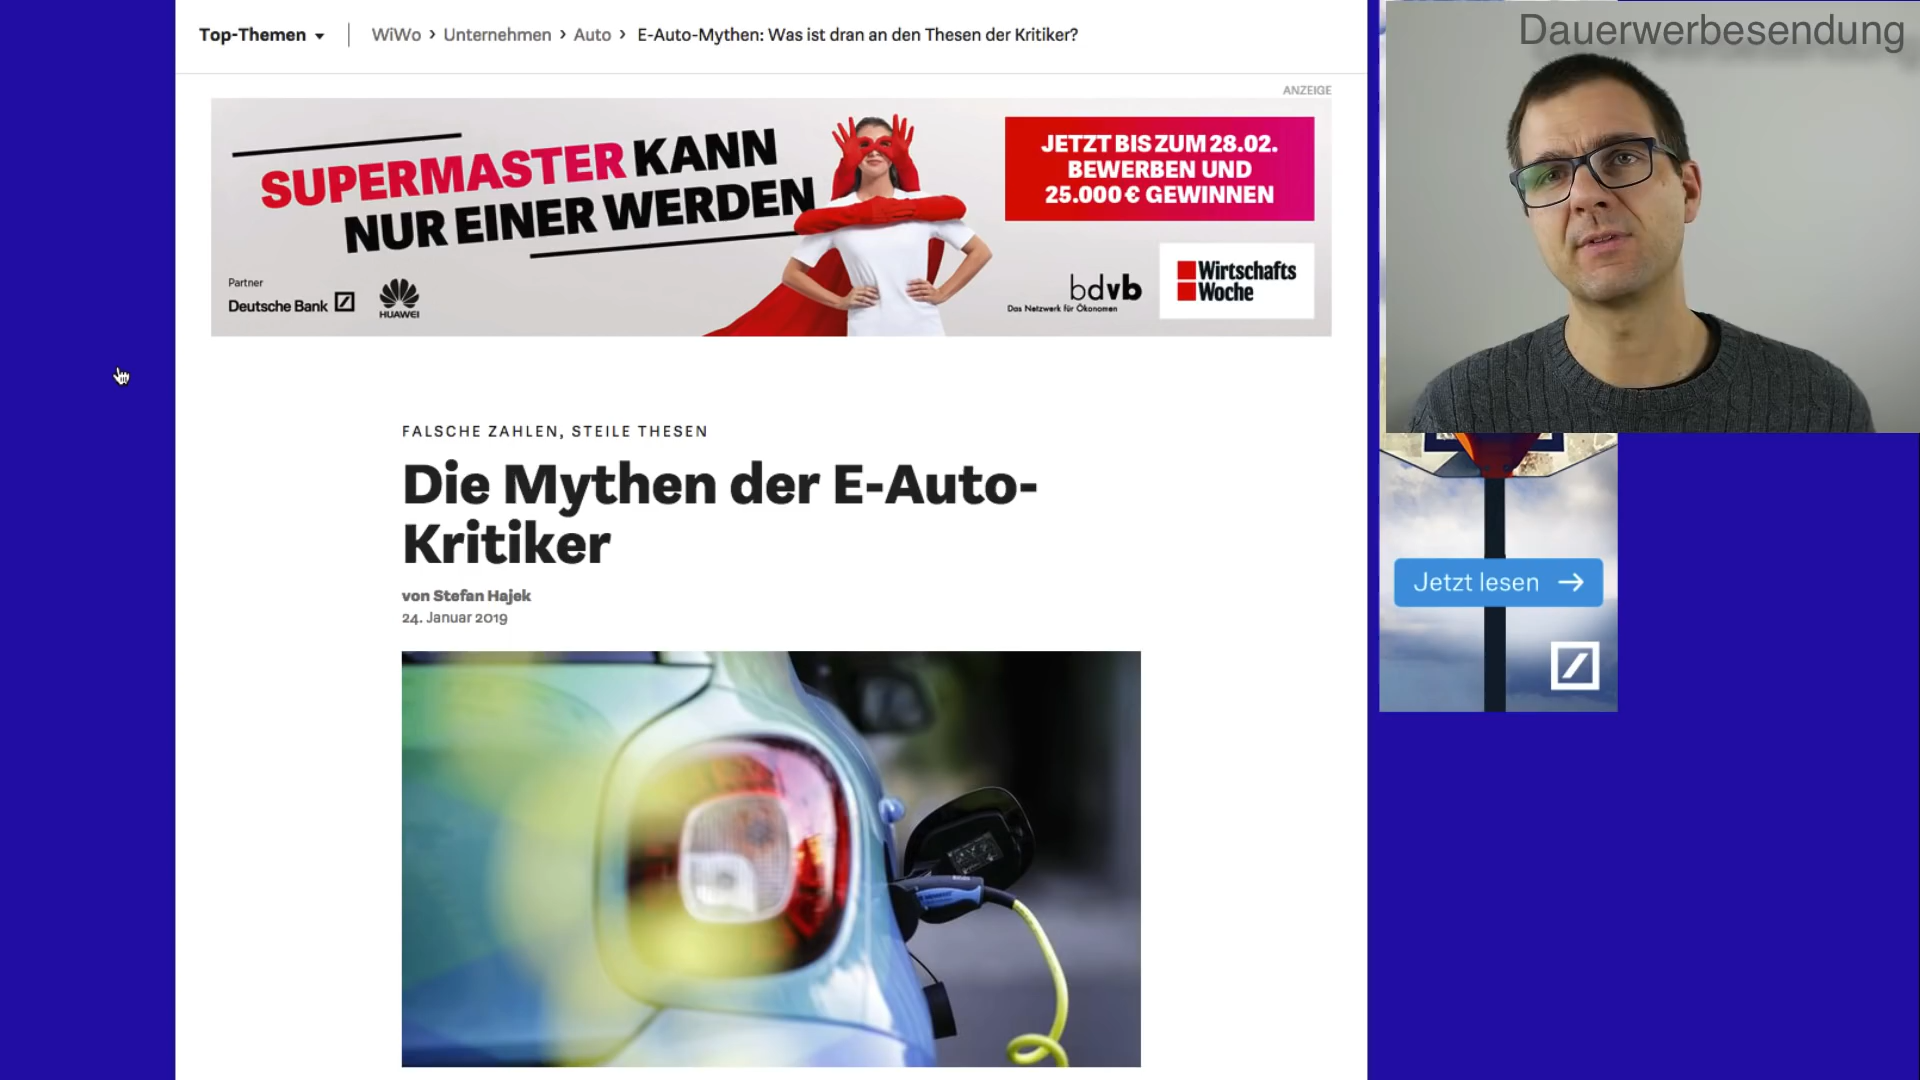 Top-Themen
WiWo › Unternehmen › Auto › E-Auto-Mythen: Was ist dran an den Thesen der Kritiker?
Dauerwerbesendung
ANZEIGE
SUPERMASTER KANN
NUR EINER WERDEN
JETZT BIS ZUM 28.02.
BEWERBEN UND
25.000 € GEWINNEN
Partner
Deutsche Bank
HUAWEI
bdvb
Das Netzwerk für Ökonomen
Wirtschafts
Woche
FALSCHE ZAHLEN, STEILE THESEN
Die Mythen der E-Auto-
Kritiker
von Stefan Hajek
24. Januar 2019
Jetzt lesen →